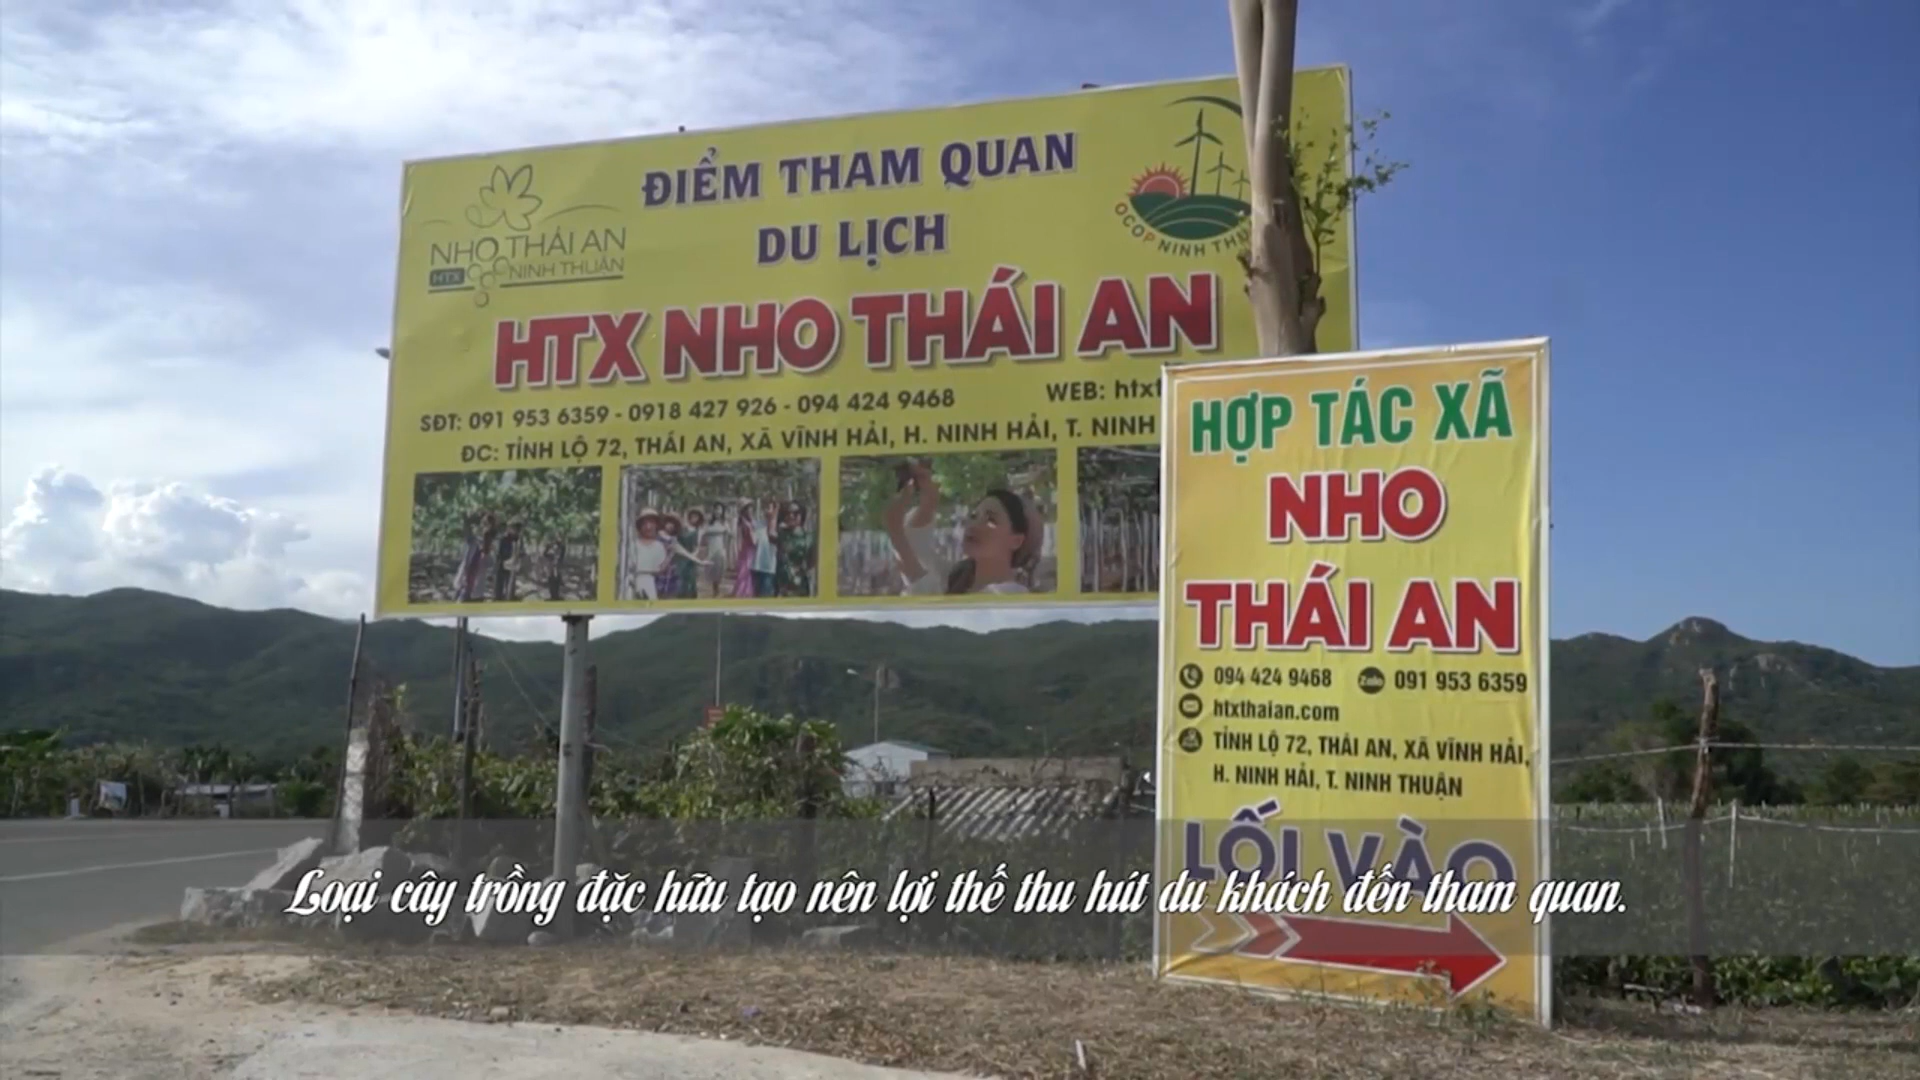 NHO THÁI AN
HTX NINH THUẬN
ĐIỂM THAM QUAN
DU LỊCH
OCOP NINH
HTX NHO THÁI AN
SĐT: 091 953 6359 - 0918 427 926 - 094 424 9468
WEB:
ĐC: TỈNH LỘ 72, THÁI AN, XÃ VĨNH HẢI, H. NINH HẢI, T. NINH
HỢP TÁC XÃ
NHO
THÁI AN
094 424 9468 Zalo 091 953 6359
htxthaian.com
TỈNH LỘ 72, THÁI AN, XÃ VĨNH HẢI,
H. NINH HẢI, T. NINH THUẬN
LỐI VÀO
Loại cây trồng đặc hữu tạo nên lợi thế thu hút du khách đến tham quan.